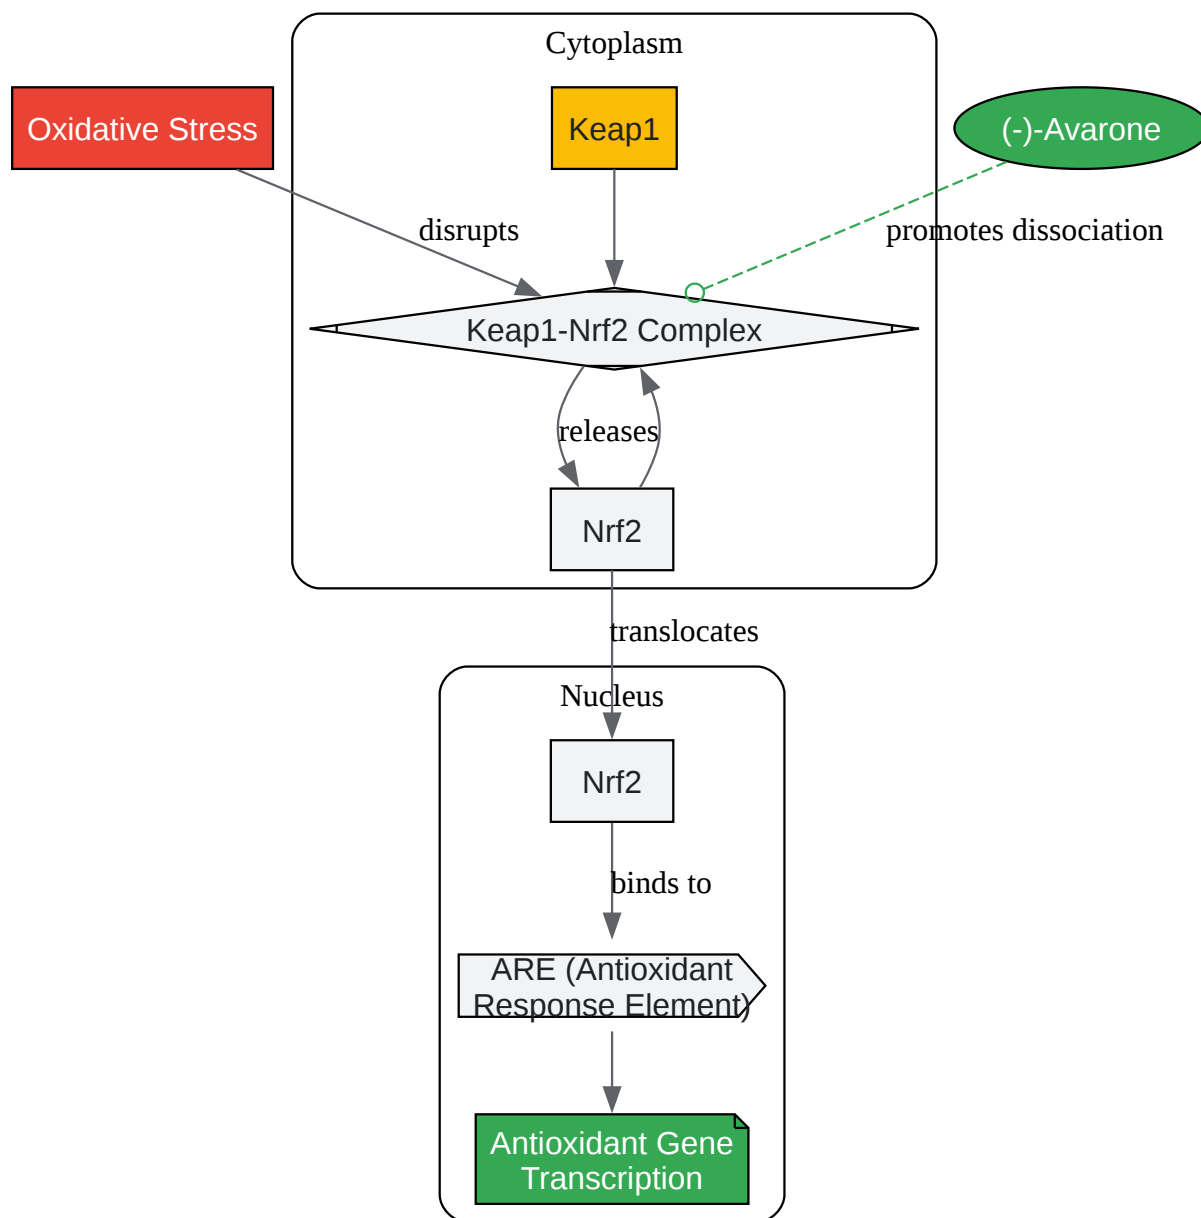 Cytoplasm
Oxidative Stress
Keap1
(-)-Avarone
disrupts
promotes dissociation
Keap1-Nrf2 Complex
releases
Nrf2
translocates
Nucleus
Nrf2
binds to
ARE (Antioxidant
Response Element)
Antioxidant Gene
Transcription